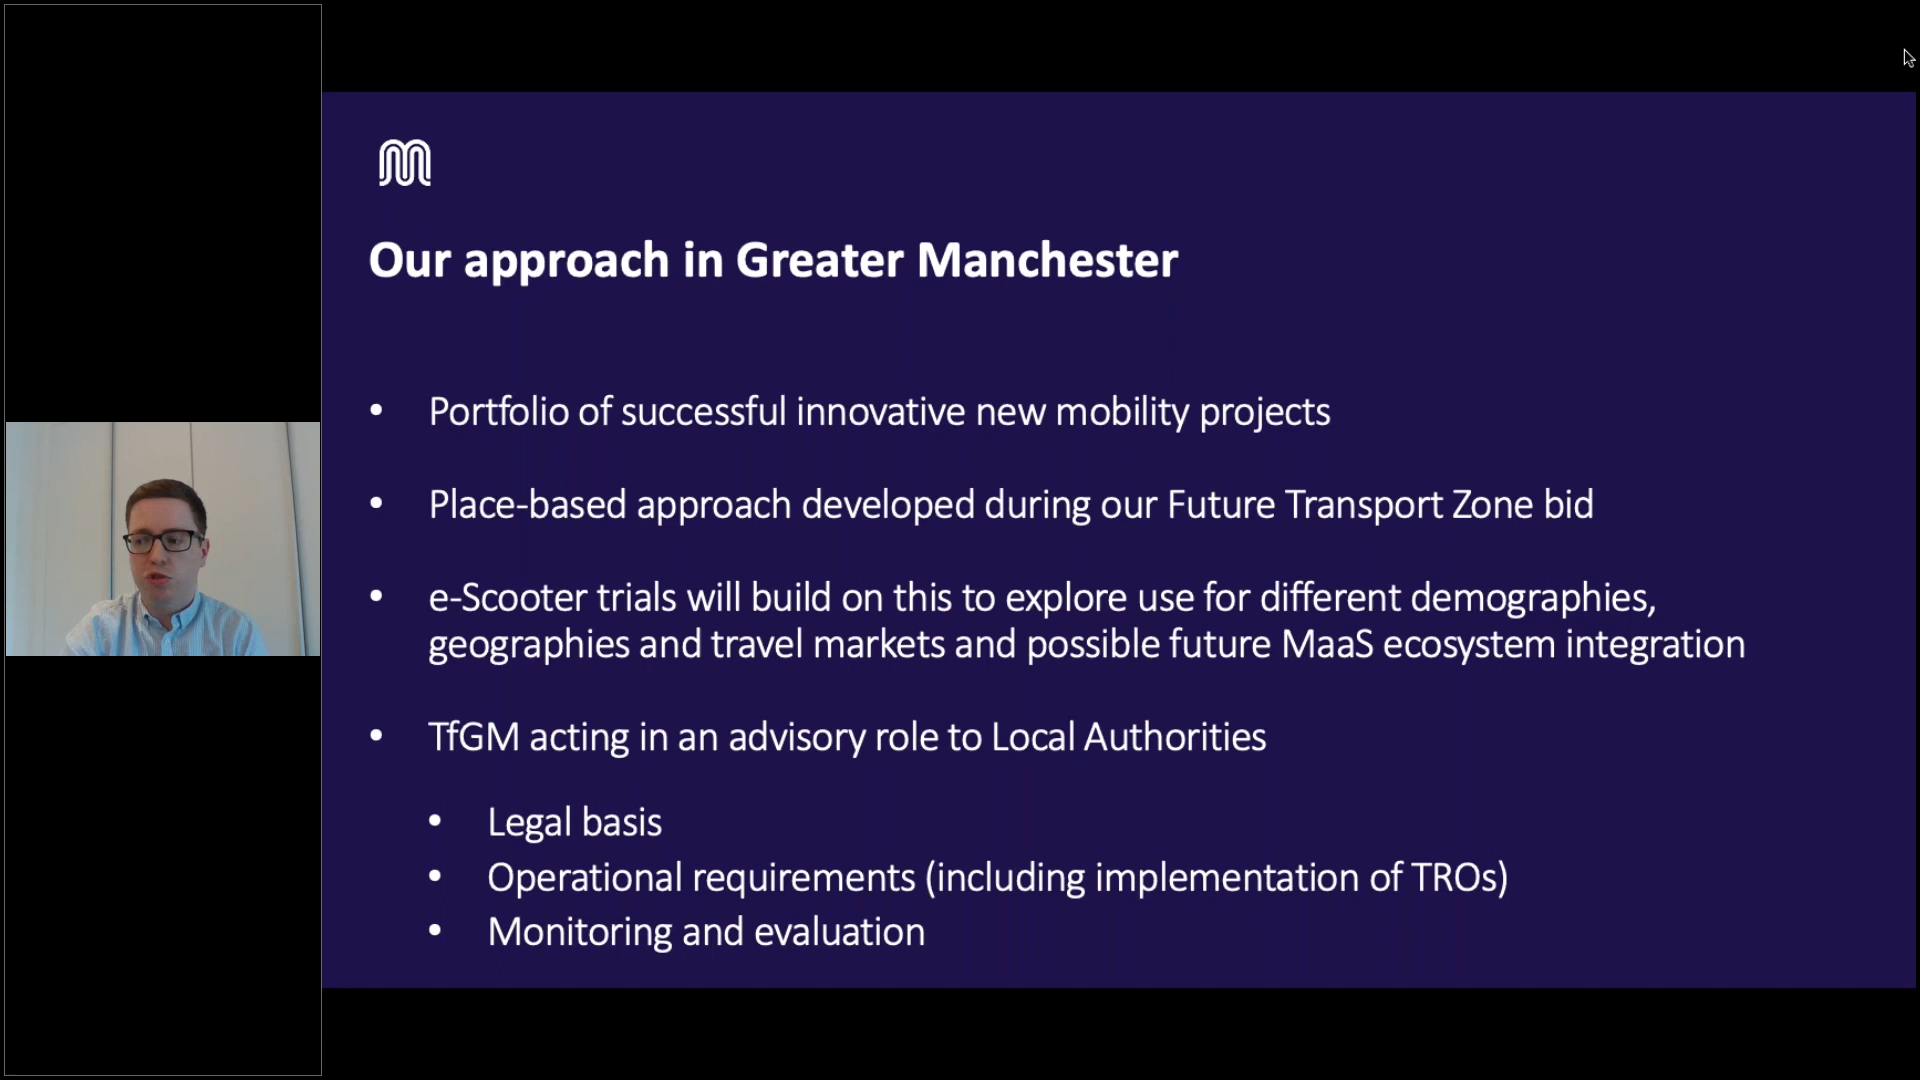 Our approach in Greater Manchester
• Portfolio of successful innovative new mobility projects
• Place-based approach developed during our Future Transport Zone bid
• e-Scooter trials will build on this to explore use for different demographies,
geographies and travel markets and possible future MaaS ecosystem integration
• TfGM acting in an advisory role to Local Authorities
• Legal basis
• Operational requirements (including implementation of TROs)
• Monitoring and evaluation